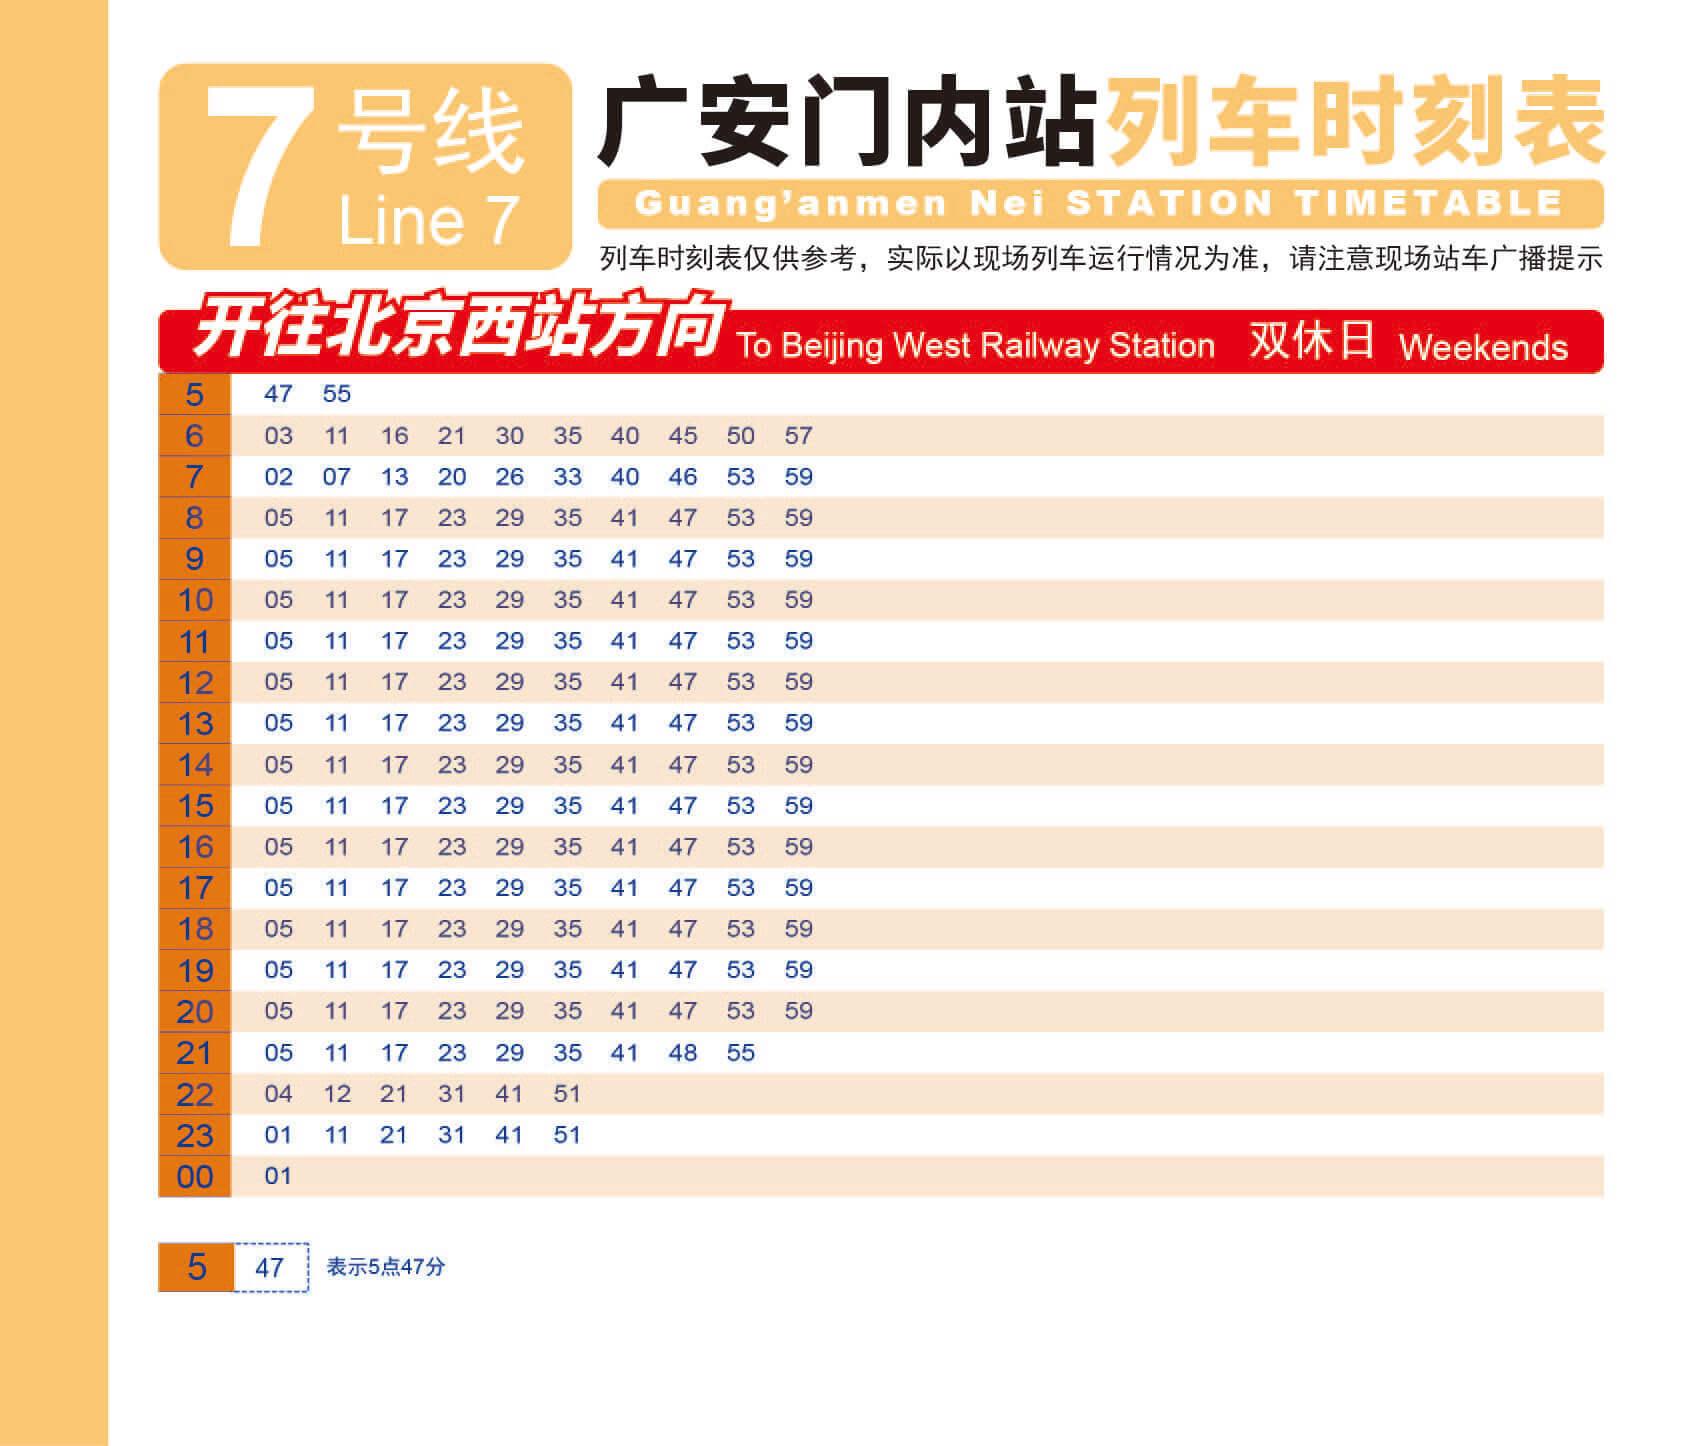 7号线
Line 7
广安门内站列车时刻表
Guang'anmen Nei STATION TIMETABLE
列车时刻表仅供参考，实际以现场列车运行情况为准，请注意现场站车广播提示
开往北京西站方向 To Beijing West Railway Station 双休日 Weekends
5 47 55
6 03 11 16 21 30 35 40 45 50 57
7 02 07 13 20 26 33 40 46 53 59
8 05 11 17 23 29 35 41 47 53 59
9 05 11 17 23 29 35 41 47 53 59
10 05 11 17 23 29 35 41 47 53 59
11 05 11 17 23 29 35 41 47 53 59
12 05 11 17 23 29 35 41 47 53 59
13 05 11 17 23 29 35 41 47 53 59
14 05 11 17 23 29 35 41 47 53 59
15 05 11 17 23 29 35 41 47 53 59
16 05 11 17 23 29 35 41 47 53 59
17 05 11 17 23 29 35 41 47 53 59
18 05 11 17 23 29 35 41 47 53 59
19 05 11 17 23 29 35 41 47 53 59
20 05 11 17 23 29 35 41 47 53 59
21 05 11 17 23 29 35 41 48 55
22 04 12 21 31 41 51
23 01 11 21 31 41 51
00 01
5 47 表示5点47分